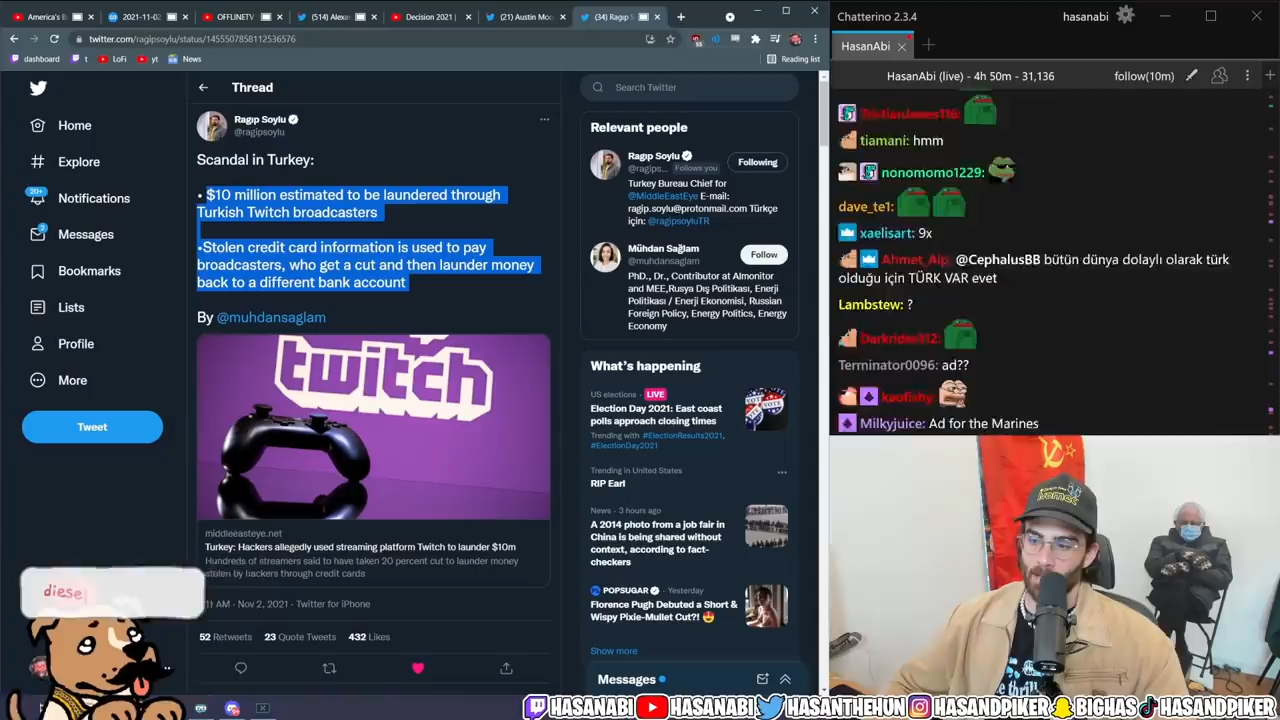 America's B
2021-11-02
OFFLINETV
(514) Alexan
Decision 2021 |
(21) Austin Moo
(34) Ragıp S
twitter.com/ragipsoylu/status/1455507858112536576
dashboard
t
LoFi
yt
News
Reading list
Home
Explore
20+
Notifications
Messages
Bookmarks
Lists
Profile
More
Tweet
Thread
Ragıp Soylu
@ragipsoylu
Scandal in Turkey:
• $10 million estimated to be laundered through
Turkish Twitch broadcasters
•Stolen credit card information is used to pay
broadcasters, who get a cut and then launder money
back to a different bank account
By @muhdansaglam
twitch
middleeasteye.net
Turkey: Hackers allegedly used streaming platform Twitch to launder $10m
Hundreds of streamers said to have taken 20 percent cut to launder money
stolen by hackers through credit cards
AM · Nov 2, 2021 · Twitter for iPhone
52 Retweets 23 Quote Tweets 432 Likes
diesel
Search Twitter
Relevant people
Ragıp Soylu
@ragips... Follows you
Following
Turkey Bureau Chief for
@MiddleEastEye E-mail:
ragip.soylu@protonmail.com Türkçe
için: @ragipsoyluTR
Mühdan Sağlam
@muhdansaglam
Follow
PhD., Dr., Contributor at Almonitor
and MEE,Rusya Dış Politikası, Enerji
Politikası / Enerji Ekonomisi, Russian
Foreign Policy, Energy Politics, Energy
Economy
What's happening
US elections · LIVE
Election Day 2021: East coast
polls approach closing times
Trending with #ElectionResults2021,
#ElectionDay2021
VOTE
Trending in United States
RIP Earl
News · 3 hours ago
A 2014 photo from a job fair in
China is being shared without
context, according to fact-
checkers
POPSUGAR · Yesterday
Florence Pugh Debuted a Short &
Wispy Pixie-Mullet Cut?!
Show more
Messages
Chatterino 2.3.4
hasanabi
HasanAbi
HasanAbi (live) - 4h 50m - 31,136
follow(10m)
TristianJames116:
tiamani: hmm
nonomomo1229:
dave_te1:
xaelisart: 9x
Ahmet_Alp: @CephalusBB bütün dünya dolaylı olarak türk
olduğu için TÜRK VAR evet
Lambstew: ?
Terminator0096: ad??
kaofishy:
Milkyjuice: Ad for the Marines
HASANABI HASANABI HASANTHEHUN HASANDPIKER BIGHAS HASANDPIKER